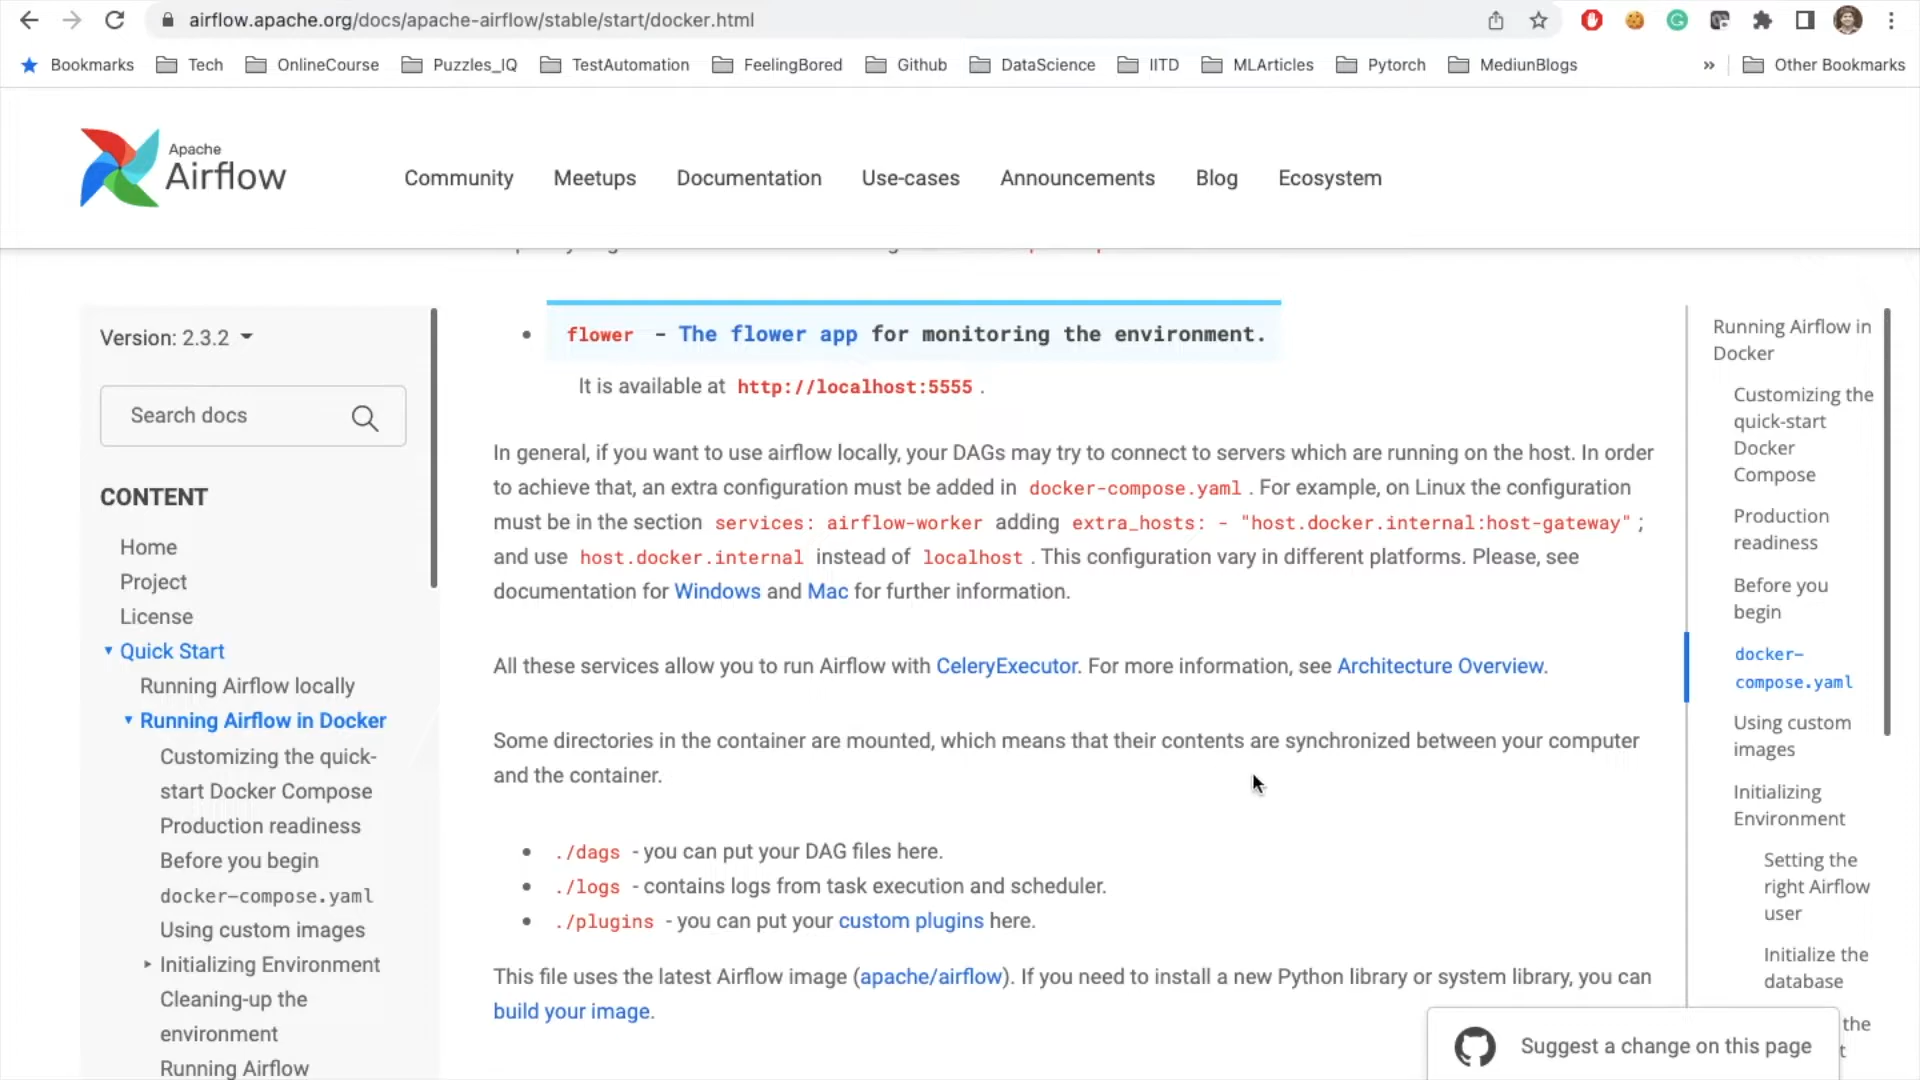 airflow.apache.org/docs/apache-airflow/stable/start/docker.html
Bookmarks Tech OnlineCourse Puzzles_IQ TestAutomation FeelingBored Github DataScience IITD MLArticles Pytorch MediunBlogs » Other Bookmarks
Apache
Airflow
Community Meetups Documentation Use-cases Announcements Blog Ecosystem
Version: 2.3.2
Search docs
CONTENT
Home
Project
License
Quick Start
Running Airflow locally
Running Airflow in Docker
Customizing the quick-
start Docker Compose
Production readiness
Before you begin
docker-compose.yaml
Using custom images
Initializing Environment
Cleaning-up the
environment
Running Airflow
• flower - The flower app for monitoring the environment.
It is available at http://localhost:5555 .
In general, if you want to use airflow locally, your DAGs may try to connect to servers which are running on the host. In order
to achieve that, an extra configuration must be added in docker-compose.yaml . For example, on Linux the configuration
must be in the section services: airflow-worker adding extra_hosts: - "host.docker.internal:host-gateway" ;
and use host.docker.internal instead of localhost . This configuration vary in different platforms. Please, see
documentation for Windows and Mac for further information.
All these services allow you to run Airflow with CeleryExecutor. For more information, see Architecture Overview.
Some directories in the container are mounted, which means that their contents are synchronized between your computer
and the container.
• ./dags - you can put your DAG files here.
• ./logs - contains logs from task execution and scheduler.
• ./plugins - you can put your custom plugins here.
This file uses the latest Airflow image (apache/airflow). If you need to install a new Python library or system library, you can
build your image.
Running Airflow in
Docker
Customizing the
quick-start
Docker
Compose
Production
readiness
Before you
begin
docker-
compose.yaml
Using custom
images
Initializing
Environment
Setting the
right Airflow
user
Initialize the
database
the
t
Suggest a change on this page